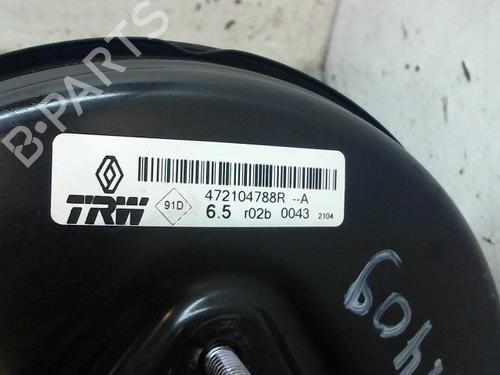 B-PARTS
472104788R --A
TRW
91D
6.5 r02b 0043 2104